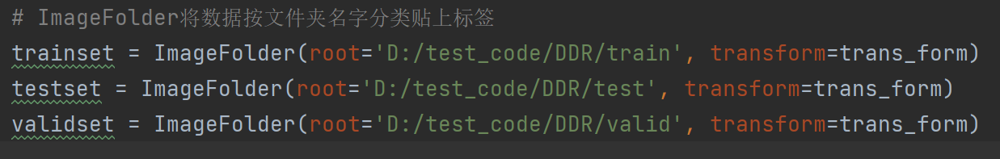 # ImageFolder将数据按文件夹名字分类贴上标签
trainset = ImageFolder(root='D:/test_code/DDR/train', transform=trans_form)
testset = ImageFolder(root='D:/test_code/DDR/test', transform=trans_form)
validset = ImageFolder(root='D:/test_code/DDR/valid', transform=trans_form)